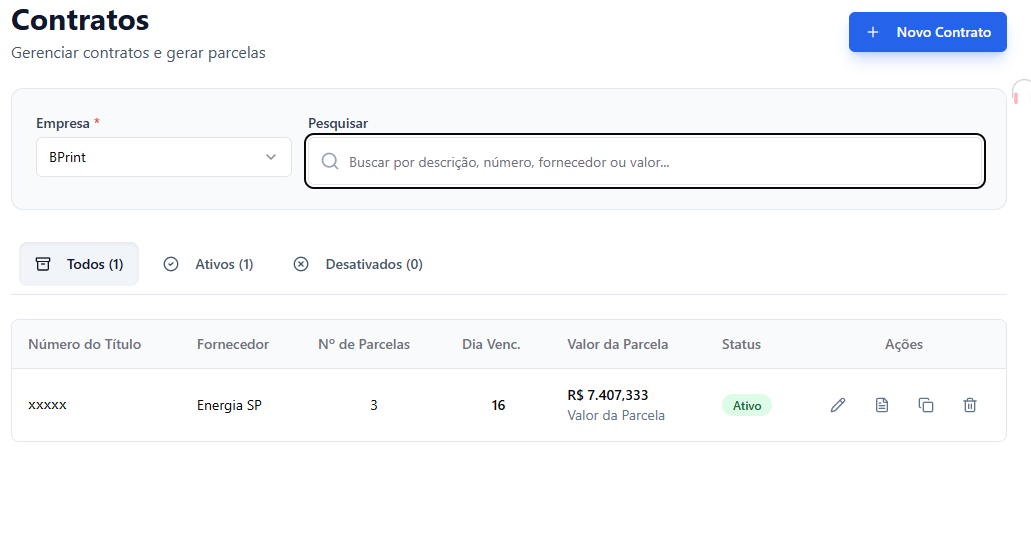 Contratos
Gerenciar contratos e gerar parcelas
Novo Contrato
Empresa *
Pesquisar
BPrint
Buscar por descrição, número, fornecedor ou valor...
Todos (1)
Ativos (1)
Desativados (0)
Número do Título Fornecedor Nº de Parcelas Dia Venc. Valor da Parcela Status Ações
xxxxx Energia SP 3 16 R$ 7.407,333 Ativo
Valor da Parcela